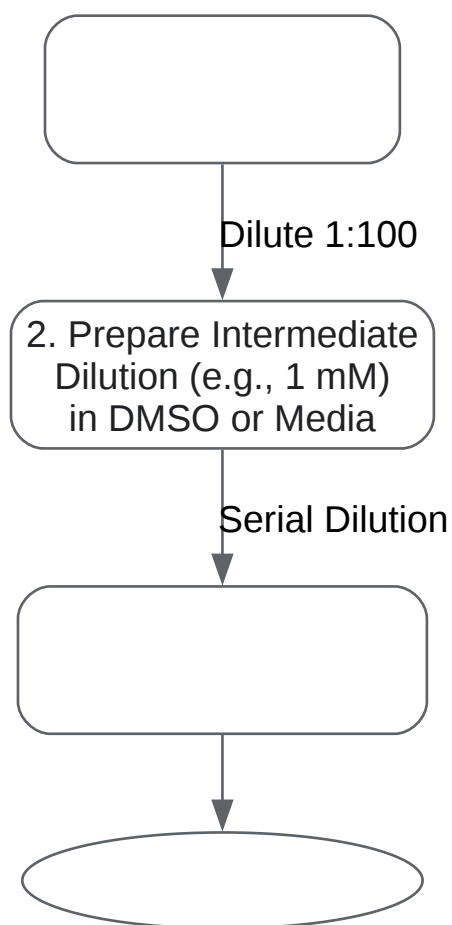 Dilute 1:100
2. Prepare Intermediate
Dilution (e.g., 1 mM)
in DMSO or Media
Serial Dilution